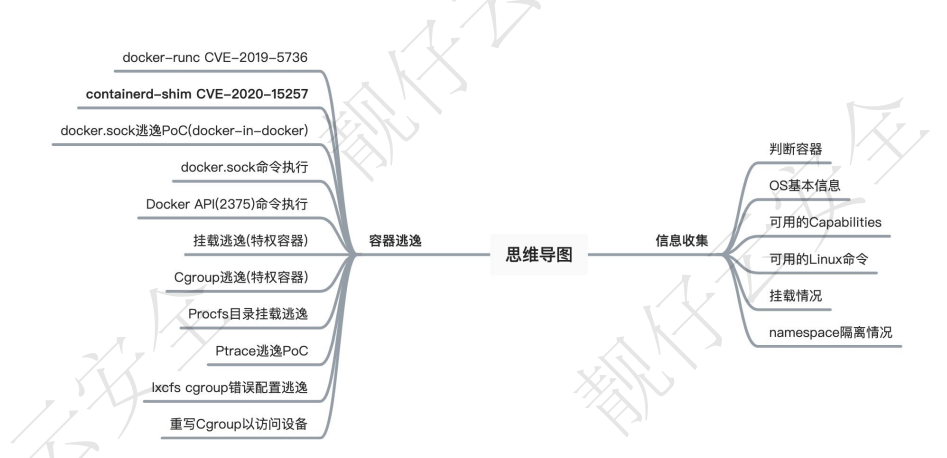 docker-runc CVE-2019-5736
containerd-shim CVE-2020-15257
docker.sock逃逸PoC(docker-in-docker)
docker.sock命令执行
Docker API(2375)命令执行
挂载逃逸(特权容器)
Cgroup逃逸(特权容器)
Procfs目录挂载逃逸
Ptrace逃逸PoC
lxcfs cgroup错误配置逃逸
重写Cgroup以访问设备
容器逃逸
思维导图
信息收集
判断容器
OS基本信息
可用的Capabilities
可用的Linux命令
挂载情况
namespace隔离情况
靓仔云
靓仔云安全
云安全